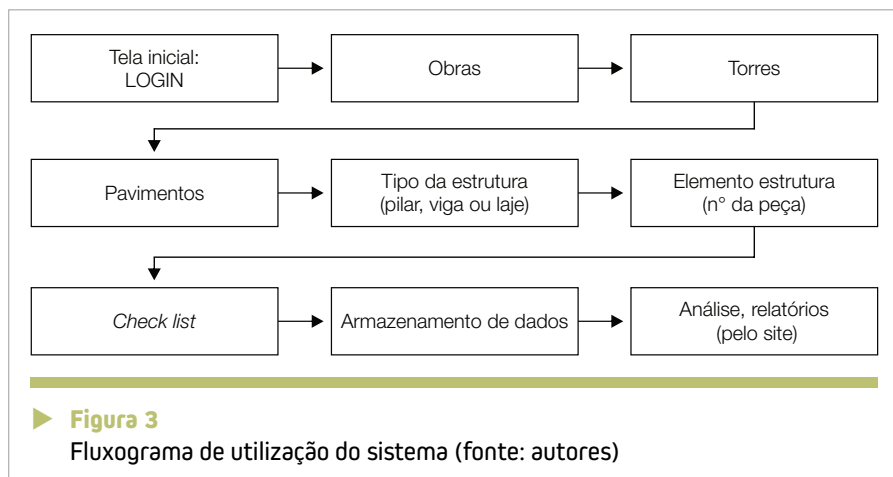 Tela inicial:
LOGIN
Obras
Torres
Pavimentos
Tipo da estrutura
(pilar, viga ou laje)
Elemento estrutura
(n° da peça)
Check list
Armazenamento de dados
Análise, relatórios
(pelo site)
Figura 3
Fluxograma de utilização do sistema (fonte: autores)